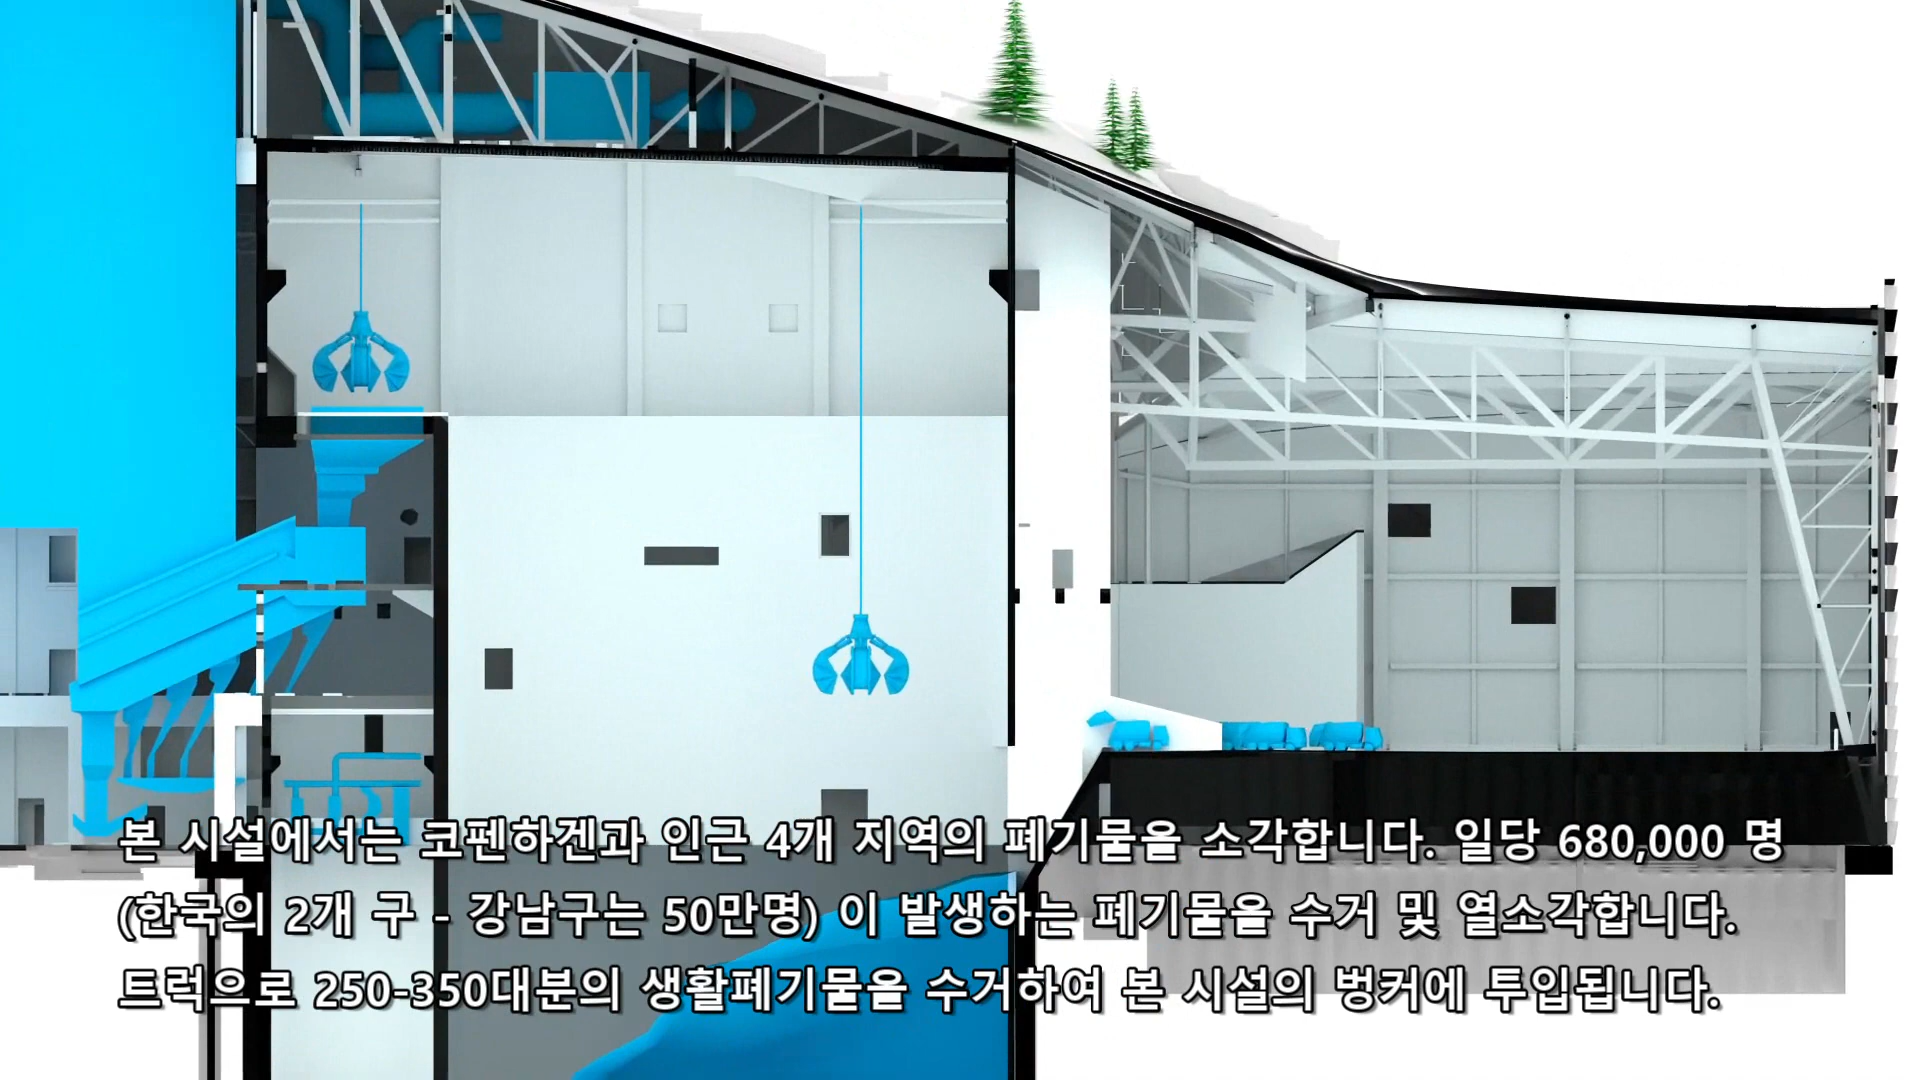 본 시설에서는 코펜하겐과 인근 4개 지역의 폐기물을 소각합니다. 일당 680,000 명
(한국의 2개 구 - 강남구는 50만명) 이 발생하는 폐기물을 수거 및 열소각합니다.
트럭으로 250-350대분의 생활폐기물을 수거하여 본 시설의 벙커에 투입됩니다.